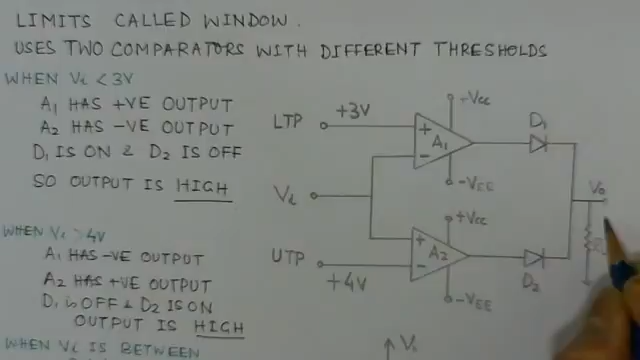 LIMITS CALLED WINDOW.
USES TWO COMPARATORS WITH DIFFERENT THRESHOLDS
WHEN Vi < 3V
A1 HAS +VE OUTPUT
A2 HAS -VE OUTPUT
D1 IS ON & D2 IS OFF
SO OUTPUT IS HIGH
WHEN Vi > 4V
A1 HAS -VE OUTPUT
A2 HAS +VE OUTPUT
D1 is OFF & D2 IS ON
OUTPUT IS HIGH
WHEN Vi IS BETWEEN
LTP
+3V
+
-
A1
+Vcc
-VEE
D1
Vo
Vi
+
-
A2
+Vcc
-VEE
D2
UTP
+4V